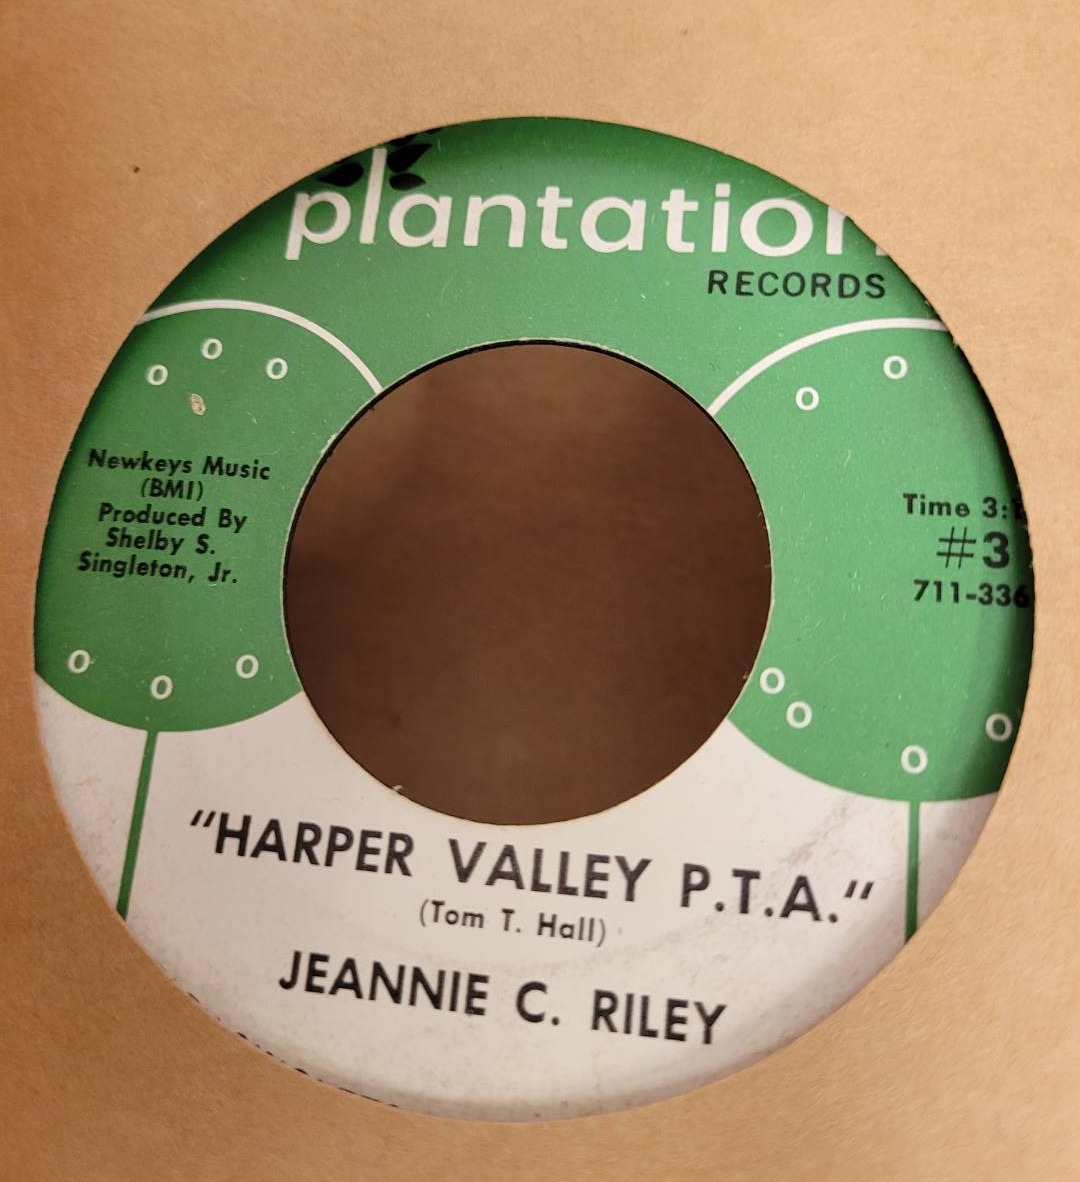 plantation
RECORDS
Newkeys Music
(BMI)
Produced By
Shelby S.
Singleton, Jr.
Time 3:
#3
711-336
"HARPER VALLEY P.T.A."
(Tom T. Hall)
JEANNIE C. RILEY